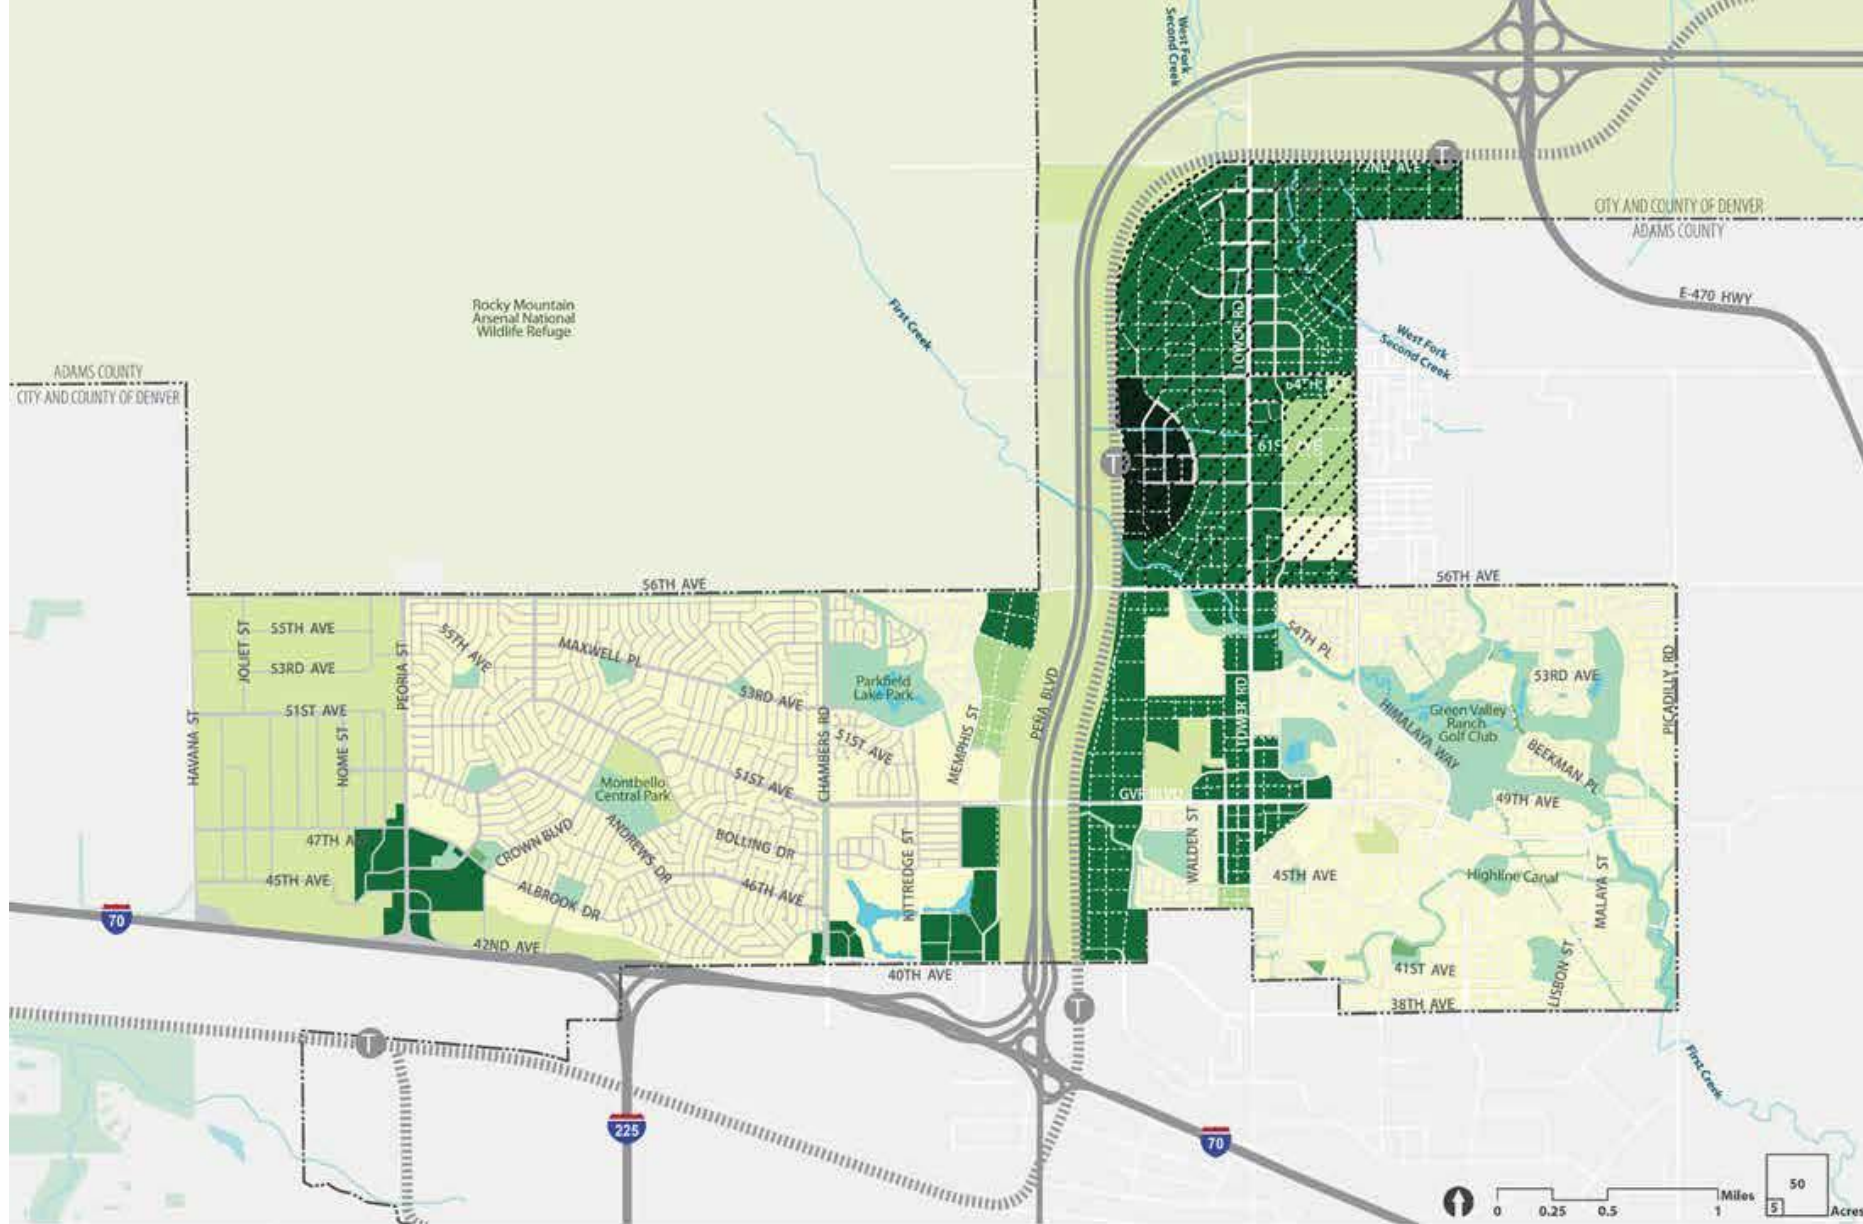 West Fork
Second Creek
72ND AVE
CITY AND COUNTY OF DENVER
ADAMS COUNTY
E-470 HWY
Rocky Mountain
Arsenal National
Wildlife Refuge
First Creek
TOWER RD
West Fork
Second Creek
ADAMS COUNTY
CITY AND COUNTY OF DENVER
64TH
T
T
61ST AVE
56TH AVE
56TH AVE
55TH AVE
JOLIET ST
53RD AVE
51ST AVE
HAVANA ST
NOME ST
PEORIA ST
55TH AVE
MAXWELL PL
53RD AVE
Parkfield
Lake Park
51ST AVE
CHAMBERS RD
MEMPHIS ST
PENA BLVD
54TH PL
TOWER RD
53RD AVE
PICADILLY RD
Green Valley
Ranch
Golf Club
HIMALAYA WAY
BEEKMAN PL
49TH AVE
Montbello
Central Park
51ST AVE
GVR BLVD
47TH A
CROWN BLVD
ANDREWS DR
BOLLING DR
KITTREDGE ST
WALDEN ST
45TH AVE
ALBROOK DR
46TH AVE
45TH AVE
Highline Canal
MALAYA ST
70
42ND AVE
40TH AVE
41ST AVE
LISBON ST
38TH AVE
T
T
First Creek
225
70
0 0.25 0.5 1 Miles
50
5 Acres